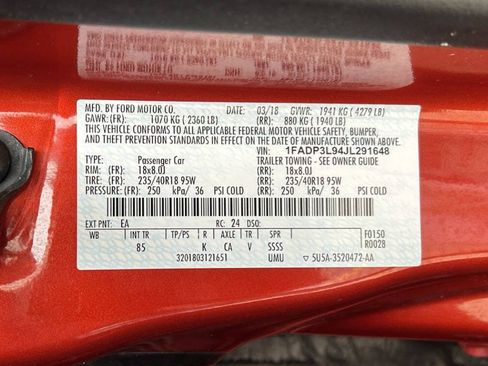 MFD. BY FORD MOTOR CO. DATE: 03/18 GVWR: 1941 KG ( 4279 LB)
GAWR: (FR): 1070 KG ( 2360 LB) (RR): 880 KG ( 1940 LB)
THIS VEHICLE CONFORMS TO ALL APPLICABLE FEDERAL MOTOR VEHICLE SAFETY, BUMPER,
AND THEFT PREVENTION STANDARDS IN EFFECT ON THE DATE OF MANUFACTURE SHOWN ABOVE.
VIN: 1FADP3L94JL291648
TYPE: Passenger Car TRAILER TOWING - SEE OWNER GUIDE
RIM: (FR): 18x8.0J (RR): 18x8.0J
TIRE: (FR): 235/40R18 95W (RR): 235/40R18 95W
PRESSURE: (FR): 250 kPa/ 36 PSI COLD (RR): 250 kPa/ 36 PSI COLD
EXT PNT: EA RC: 24 DSO:
WB INT TR TP/PS R AXLE TR SPR F0150
85 K CA V SSSS R0028
3201803121651 UMU 5U5A-3520472-AA